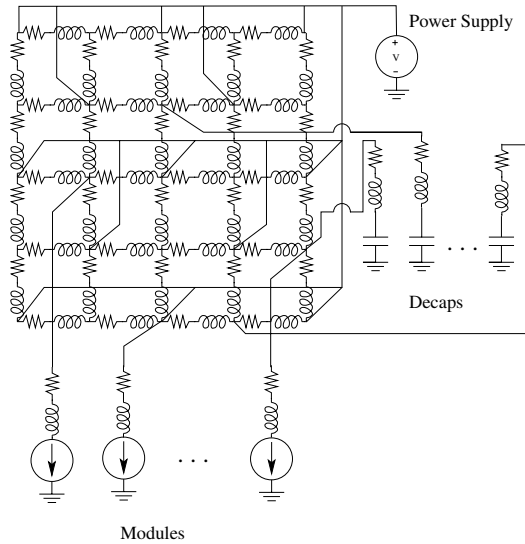 Power Supply
+
V
−
. . .
Decaps
. . .
Modules